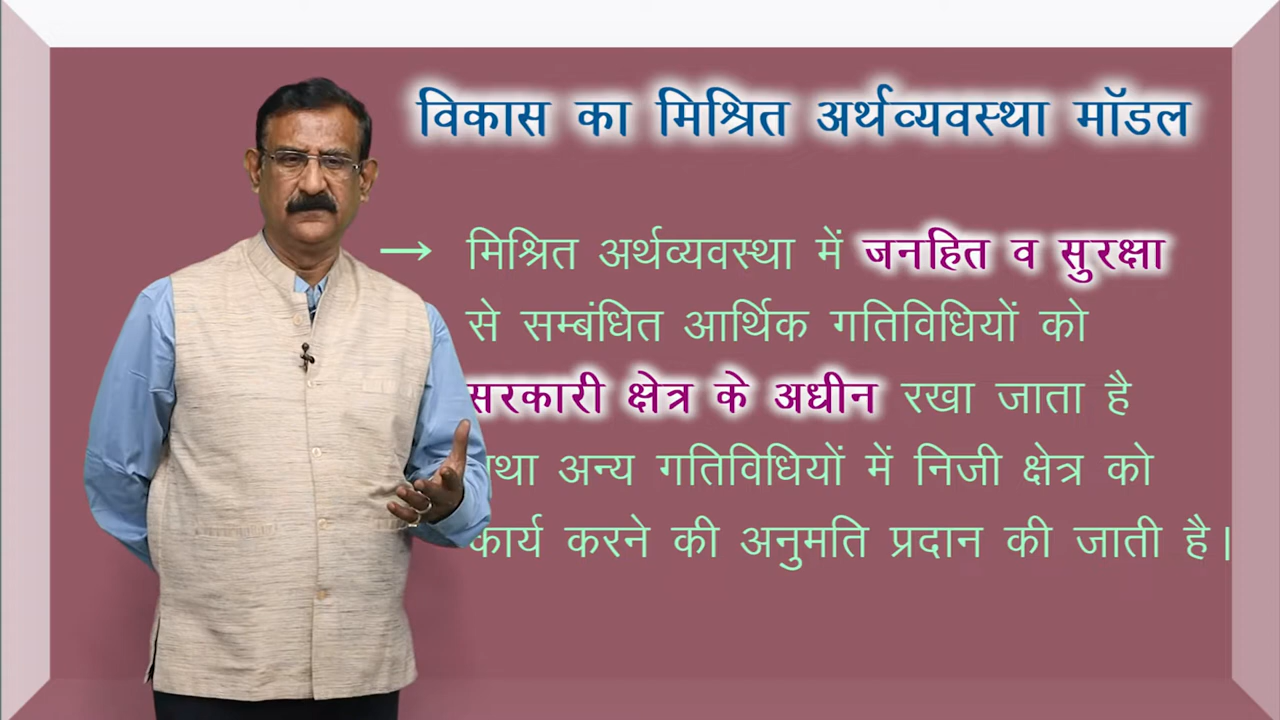 विकास का मिश्रित अर्थव्यवस्था मॉडल
→ मिश्रित अर्थव्यवस्था में जनहित व सुरक्षा
से सम्बंधित आर्थिक गतिविधियों को
सरकारी क्षेत्र के अधीन रखा जाता है
अन्य गतिविधियों में निजी क्षेत्र को
कार्य करने की अनुमति प्रदान की जाती है।